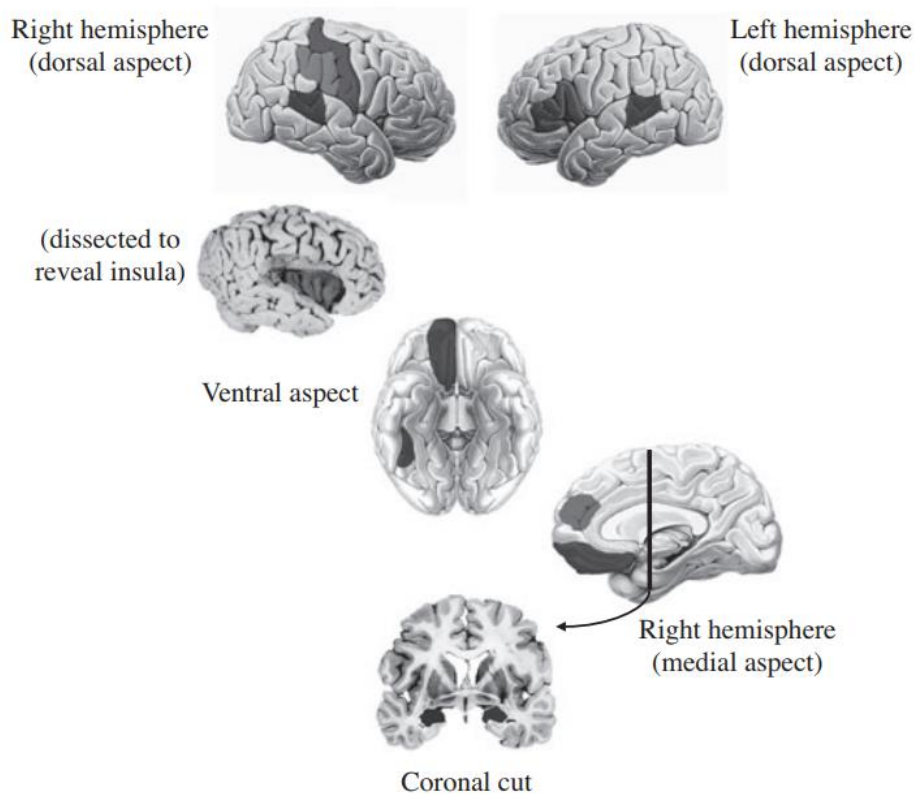 Right hemisphere
(dorsal aspect)
Left hemisphere
(dorsal aspect)
(dissected to
reveal insula)
Ventral aspect
Right hemisphere
(medial aspect)
Coronal cut